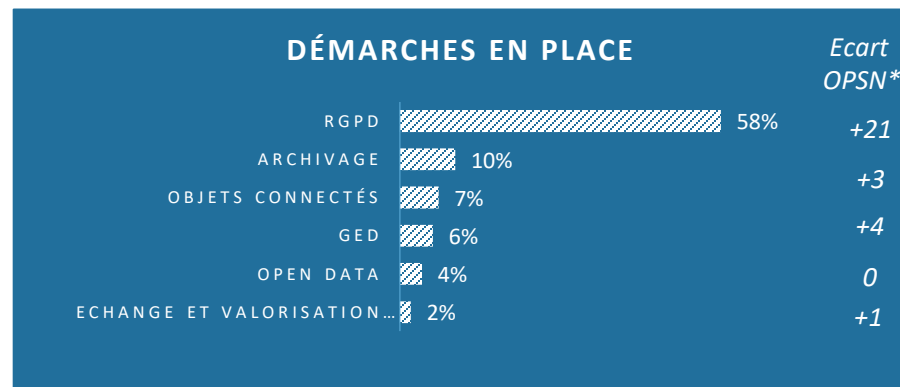 DÉMARCHES EN PLACE
Ecart
OPSN*
RGPD 58% +21
ARCHIVAGE 10% +3
OBJETS CONNECTÉS 7% +4
GED 6% 0
OPEN DATA 4% +1
ECHANGE ET VALORISATION… 2%